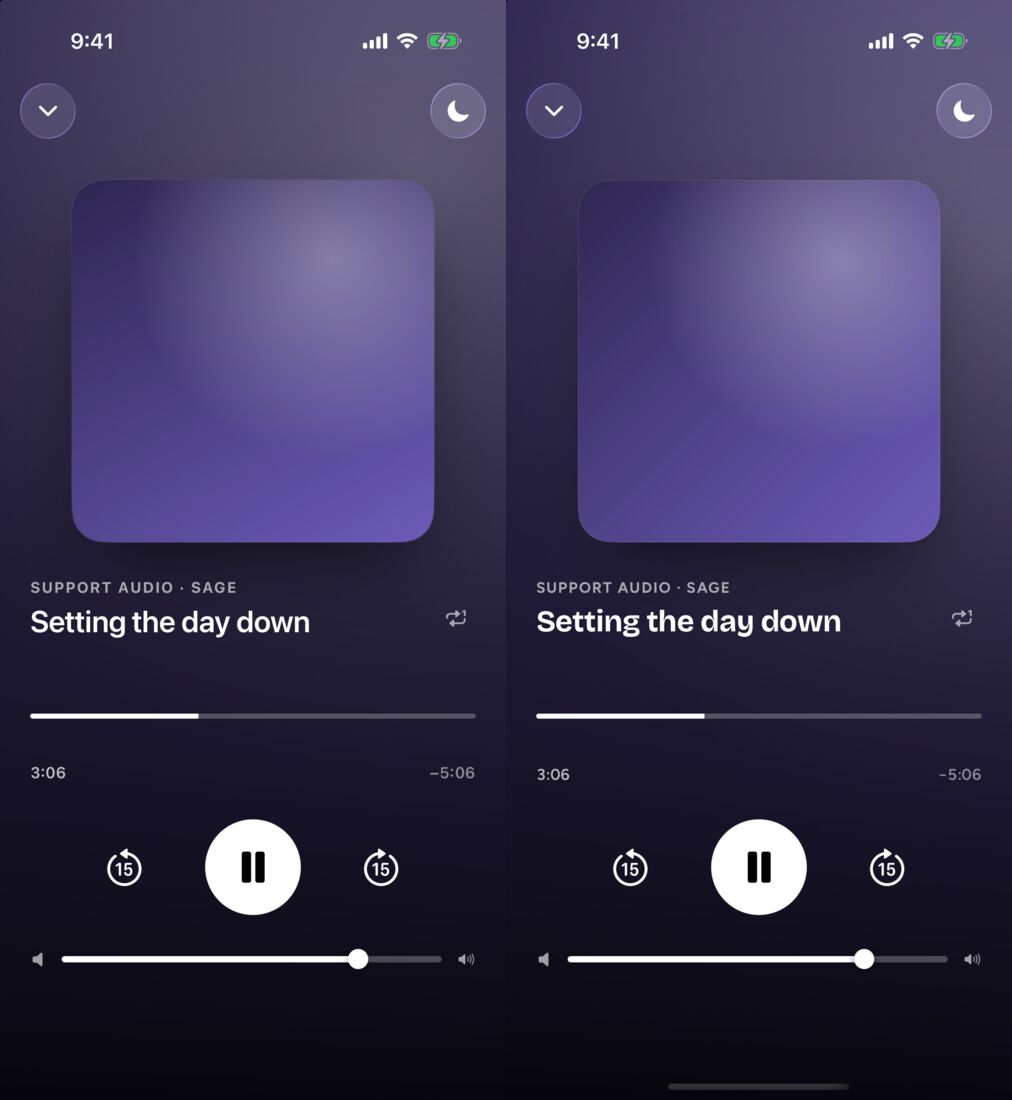 9:41
SUPPORT AUDIO · SAGE
Setting the day down
3:06
–5:06
15
15
9:41
SUPPORT AUDIO · SAGE
Setting the day down
3:06
-5:06
15
15